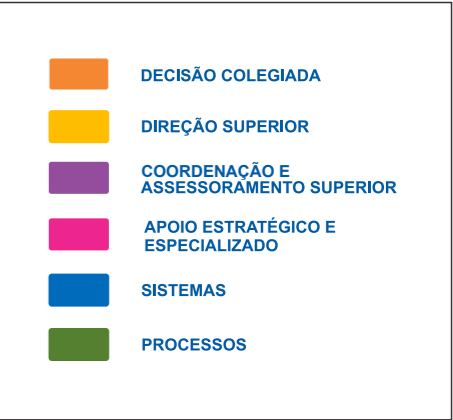 DECISÃO COLEGIADA
DIREÇÃO SUPERIOR
COORDENAÇÃO E
ASSESSORAMENTO SUPERIOR
APOIO ESTRATÉGICO E
ESPECIALIZADO
SISTEMAS
PROCESSOS